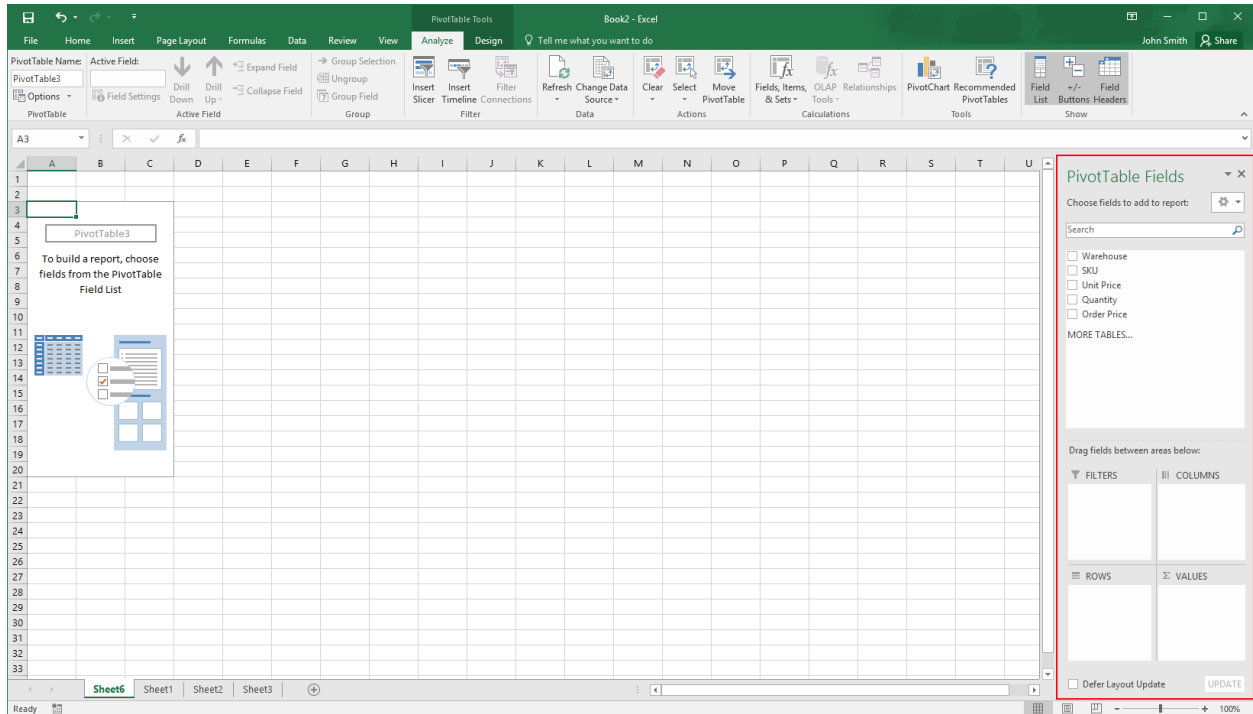 PivotTable Tools Book2 - Excel
File Home Insert Page Layout Formulas Data Review View Analyze Design Tell me what you want to do John Smith Share
PivotTable Name: Active Field:
PivotTable3
Options Field Settings
Drill Down
Drill Up
Expand Field
Collapse Field
Group Selection
Ungroup
Group Field
Insert Slicer
Insert Timeline
Filter Connections
Refresh
Change Data Source
Clear
Select
Move PivotTable
Fields, Items, & Sets
OLAP Tools
Relationships
PivotChart
Recommended PivotTables
Field List
+/- Buttons
Field Headers
PivotTable Active Field Group Filter Data Actions Calculations Tools Show
A3 fx
A B C D E F G H I J K L M N O P Q R S T U
1
2
3
4
5
6
7
8
9
10
11
12
13
14
15
16
17
18
19
20
21
22
23
24
25
26
27
28
29
30
31
32
33
PivotTable3
To build a report, choose
fields from the PivotTable
Field List
PivotTable Fields
Choose fields to add to report:
Search
Warehouse
SKU
Unit Price
Quantity
Order Price
MORE TABLES...
Drag fields between areas below:
FILTERS COLUMNS
ROWS Σ VALUES
Defer Layout Update UPDATE
Sheet6 Sheet1 Sheet2 Sheet3
Ready 100%